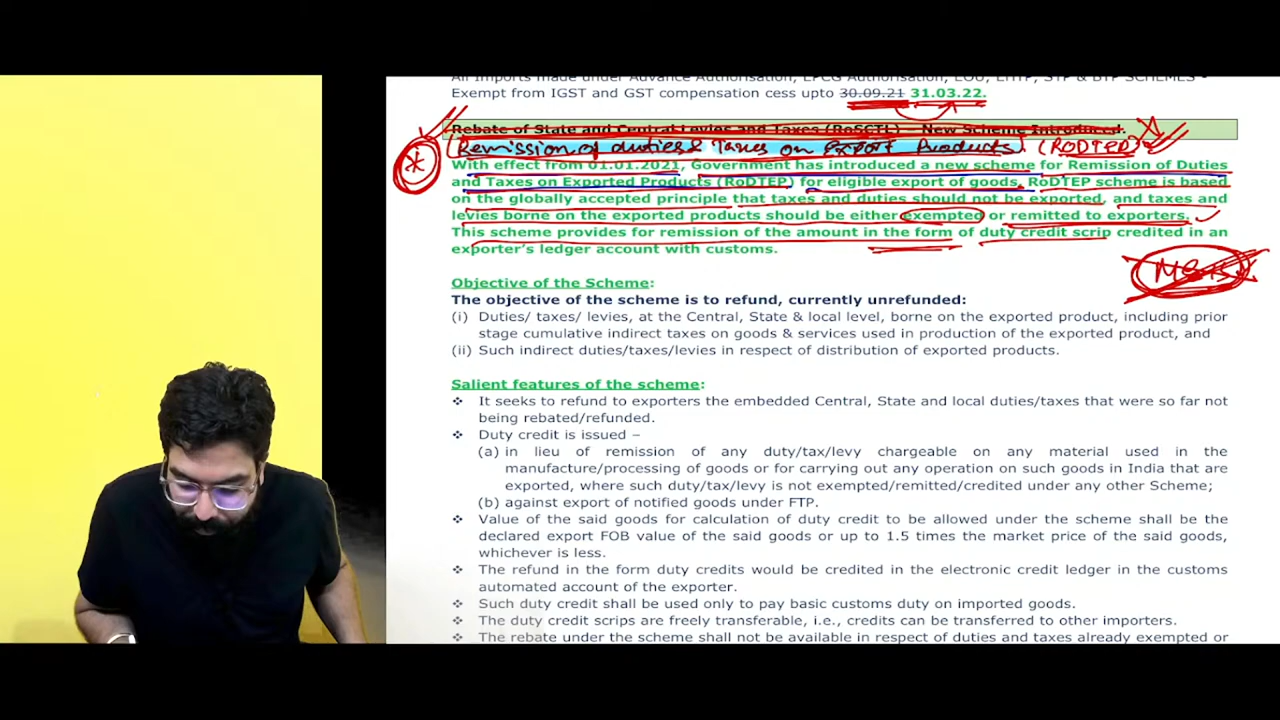 All Imports made under Advance Authorisation, EPCG Authorisation, EOU, EHTP, STP & BTP SCHEMES -
Exempt from IGST and GST compensation cess upto 30.09.21 31.03.22.
Rebate of State and Central Levies and Taxes (RoSCTL) - New Scheme Introduced.
(Remission of duties & Taxes on Export Products). (RODTEP)
With effect from 01.01.2021, Government has introduced a new scheme for Remission of Duties
and Taxes on Exported Products (RoDTEP) for eligible export of goods. RoDTEP scheme is based
on the globally accepted principle that taxes and duties should not be exported, and taxes and
levies borne on the exported products should be either exempted or remitted to exporters.
This scheme provides for remission of the amount in the form of duty credit scrip credited in an
exporter's ledger account with customs.
MEIS
Objective of the Scheme:
The objective of the scheme is to refund, currently unrefunded:
(i) Duties/ taxes/ levies, at the Central, State & local level, borne on the exported product, including prior
stage cumulative indirect taxes on goods & services used in production of the exported product, and
(ii) Such indirect duties/taxes/levies in respect of distribution of exported products.
Salient features of the scheme:
❖ It seeks to refund to exporters the embedded Central, State and local duties/taxes that were so far not
being rebated/refunded.
❖ Duty credit is issued –
(a) in lieu of remission of any duty/tax/levy chargeable on any material used in the
manufacture/processing of goods or for carrying out any operation on such goods in India that are
exported, where such duty/tax/levy is not exempted/remitted/credited under any other Scheme;
(b) against export of notified goods under FTP.
❖ Value of the said goods for calculation of duty credit to be allowed under the scheme shall be the
declared export FOB value of the said goods or up to 1.5 times the market price of the said goods,
whichever is less.
❖ The refund in the form duty credits would be credited in the electronic credit ledger in the customs
automated account of the exporter.
❖ Such duty credit shall be used only to pay basic customs duty on imported goods.
❖ The duty credit scrips are freely transferable, i.e., credits can be transferred to other importers.
❖ The rebate under the scheme shall not be available in respect of duties and taxes already exempted or